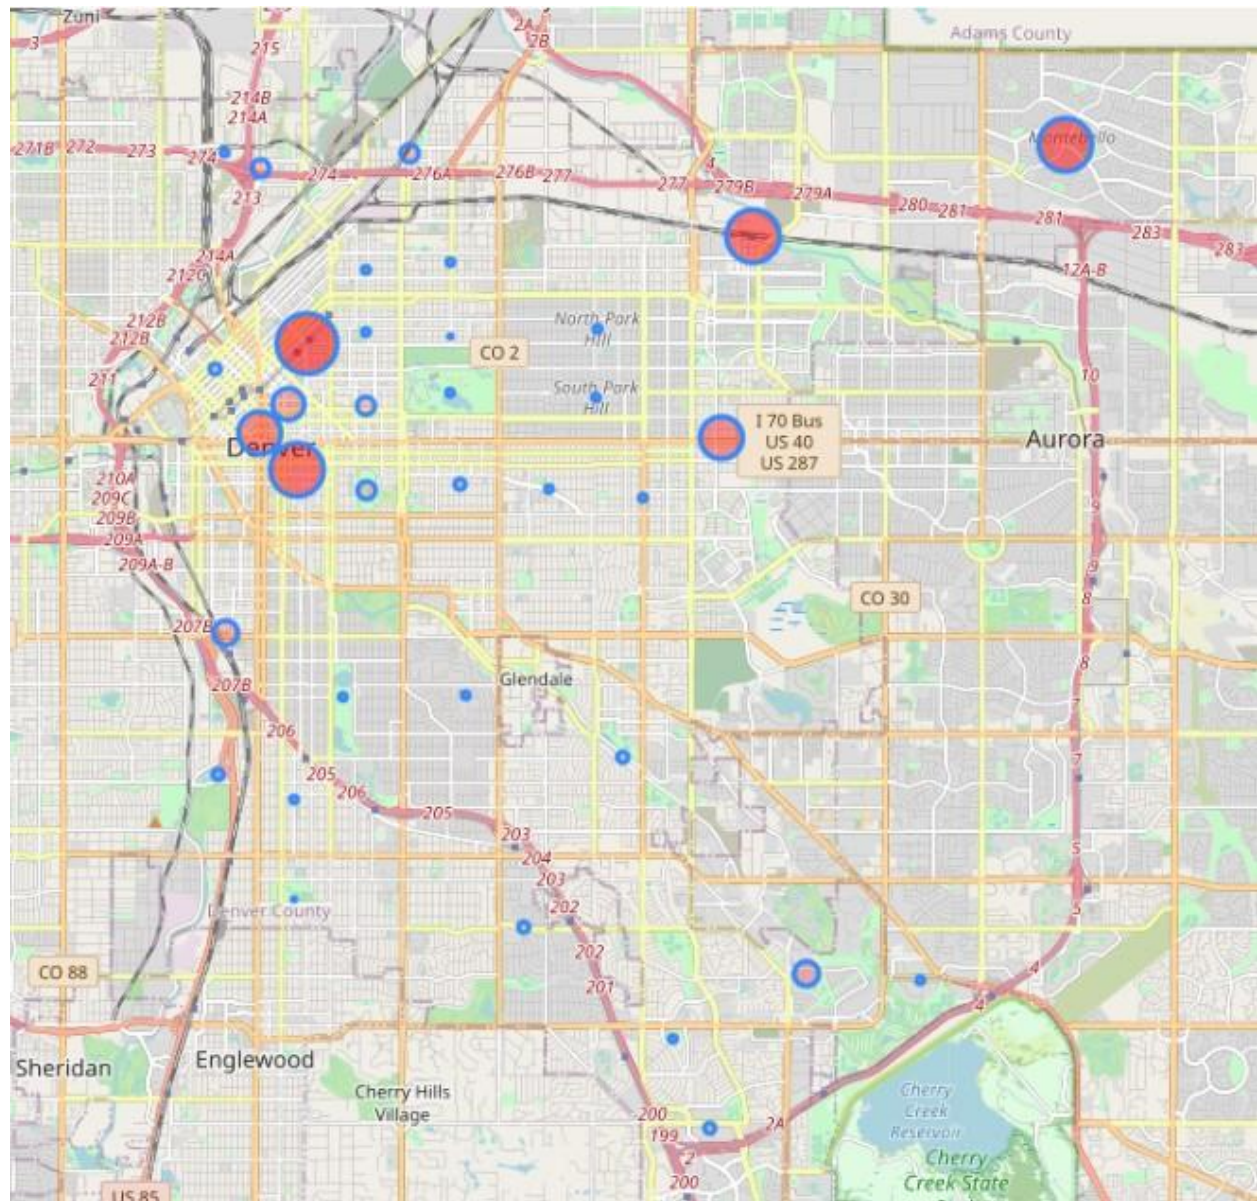 Zuni
3
215
2A
2B
Adams County
214B
214A
271B
272
273
274
274
276A
276B
277
277
4
279B
279A
Montebello
213
280
281
281
283
283
214A
212C
12A-B
212B
212B
North Park
Hill
CO 2
211
South Park
Hill
10
Denver
I 70 Bus
US 40
US 287
Aurora
210A
209C
209B
209A
209A-B
9
9
8
CO 30
207B
8
Glendale
207B
7
206
7
205
206
205
203
204
203
202
5
5
Denver County
202
201
CO 88
4
4
Sheridan
Englewood
Cherry Hills
Village
Cherry
Creek
Reservoir
200
199
2A
2
200
Cherry
Creek State
US 85